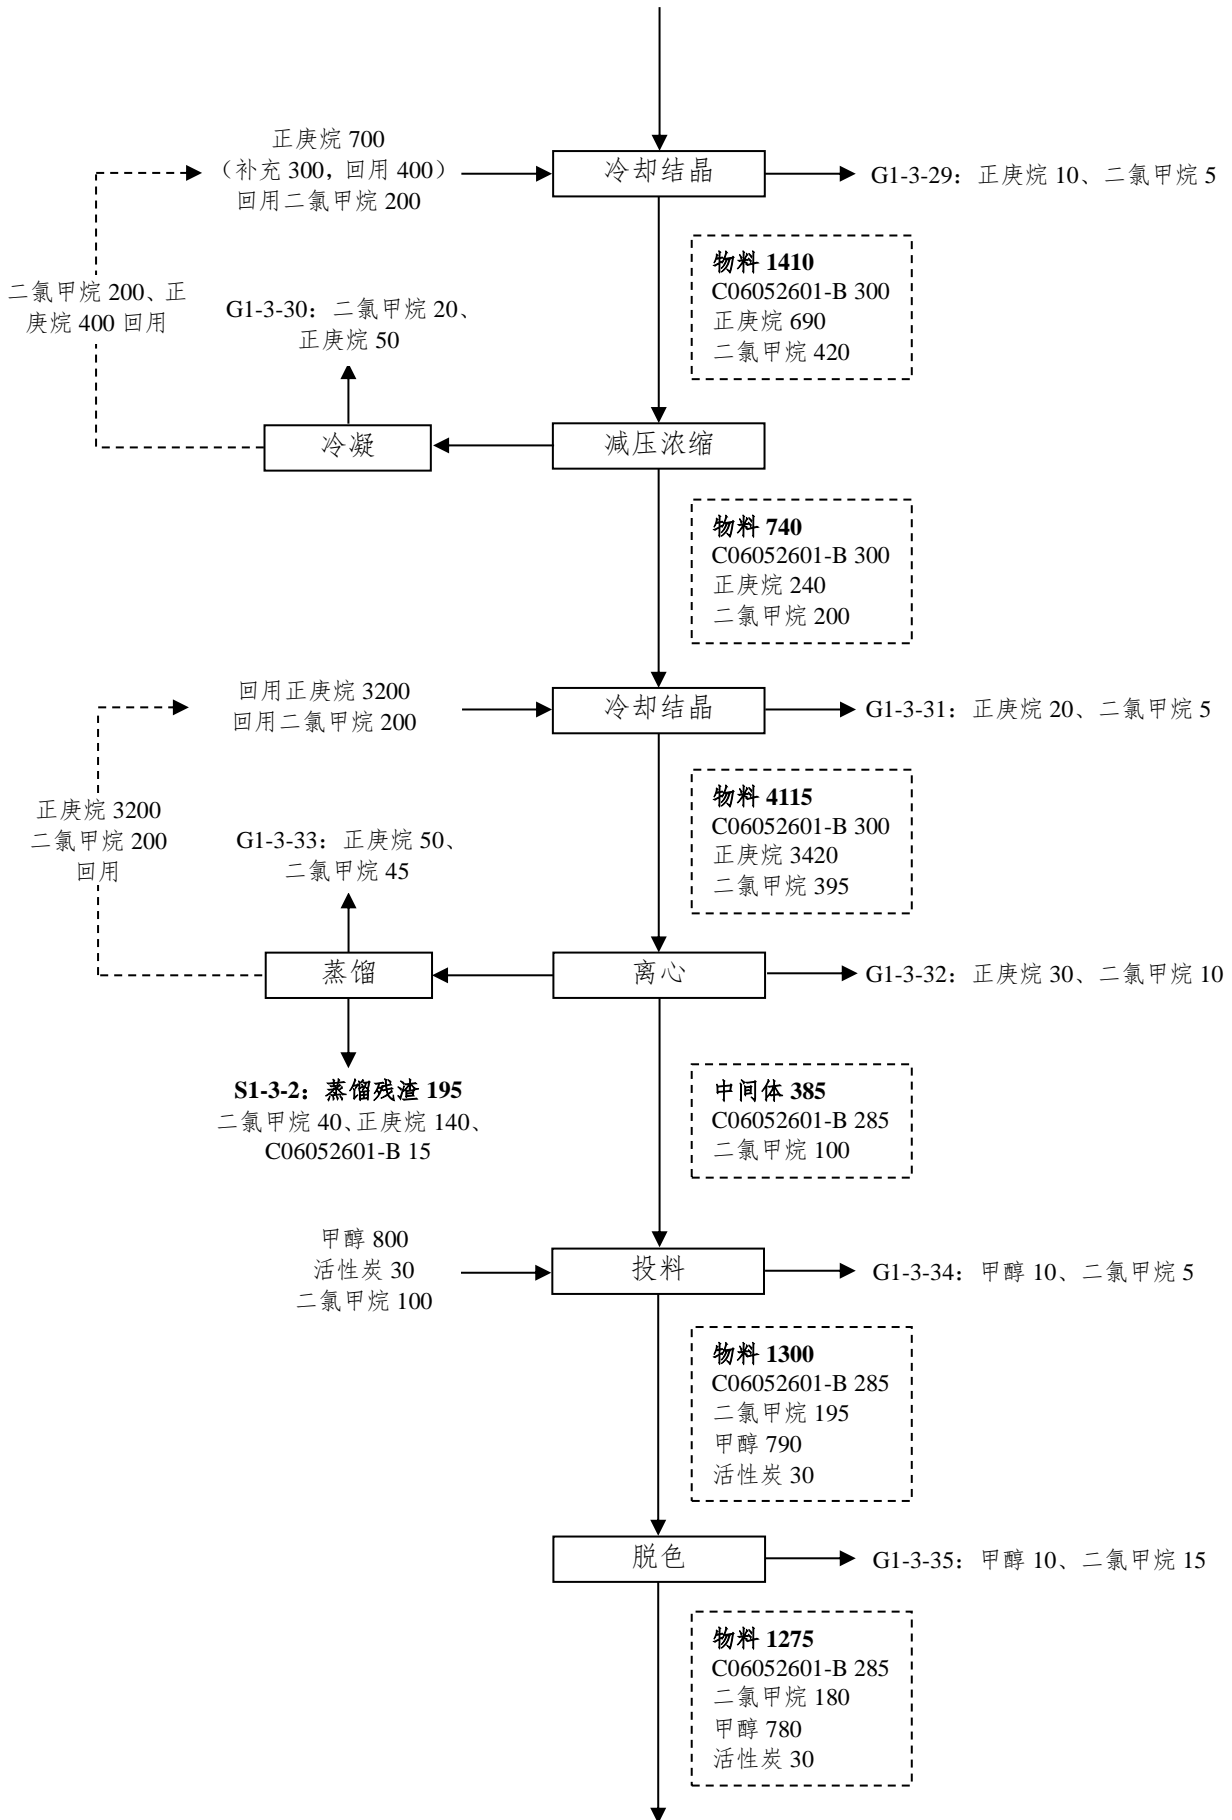 正庚烷 700
（补充 300，回用 400）
回用二氯甲烷 200
冷却结晶
G1-3-29：正庚烷 10、二氯甲烷 5
物料 1410
C06052601-B 300
正庚烷 690
二氯甲烷 420
二氯甲烷 200、正
庚烷 400 回用
G1-3-30：二氯甲烷 20、
正庚烷 50
冷凝
减压浓缩
物料 740
C06052601-B 300
正庚烷 240
二氯甲烷 200
回用正庚烷 3200
回用二氯甲烷 200
冷却结晶
G1-3-31：正庚烷 20、二氯甲烷 5
物料 4115
C06052601-B 300
正庚烷 3420
二氯甲烷 395
正庚烷 3200
二氯甲烷 200
回用
G1-3-33：正庚烷 50、
二氯甲烷 45
蒸馏
离心
G1-3-32：正庚烷 30、二氯甲烷 10
S1-3-2：蒸馏残渣 195
二氯甲烷 40、正庚烷 140、
C06052601-B 15
中间体 385
C06052601-B 285
二氯甲烷 100
甲醇 800
活性炭 30
二氯甲烷 100
投料
G1-3-34：甲醇 10、二氯甲烷 5
物料 1300
C06052601-B 285
二氯甲烷 195
甲醇 790
活性炭 30
脱色
G1-3-35：甲醇 10、二氯甲烷 15
物料 1275
C06052601-B 285
二氯甲烷 180
甲醇 780
活性炭 30